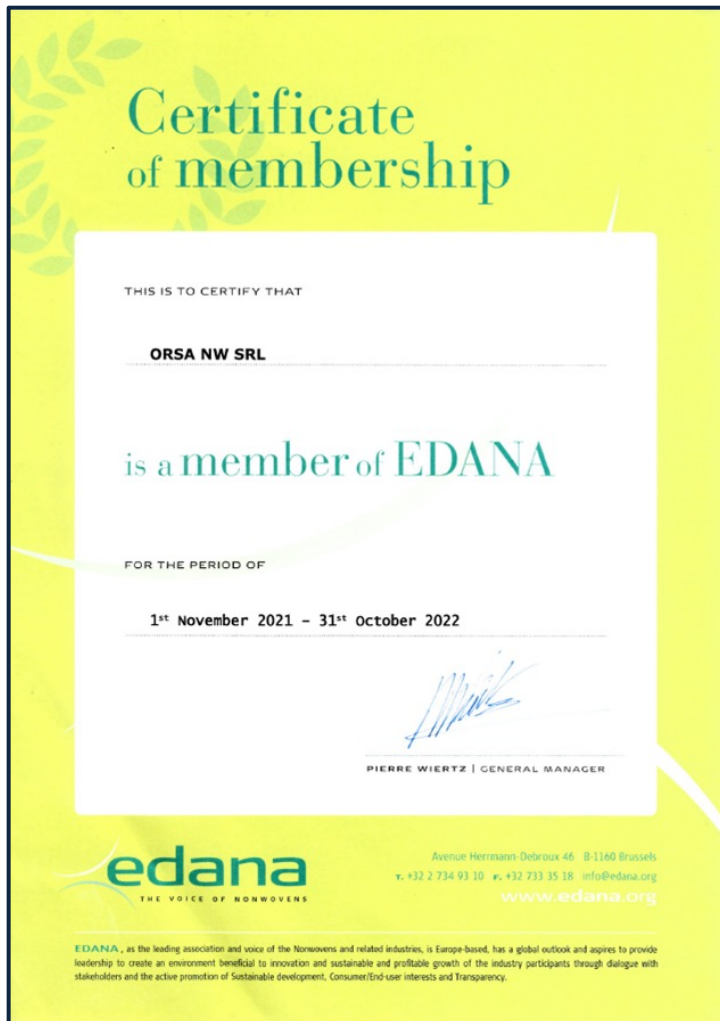 Certificate
of membership
THIS IS TO CERTIFY THAT
ORSA NW SRL
is a member of EDANA
FOR THE PERIOD OF
1st November 2021 – 31st October 2022
PIERRE WIERTZ | GENERAL MANAGER
edana
THE VOICE OF NONWOVENS
Avenue Herrmann-Debroux 46 B-1160 Brussels
T. +32 2 734 93 10 F. +32 733 35 18 info@edana.org
www.edana.org
EDANA, as the leading association and voice of the Nonwovens and related industries, is Europe-based, has a global outlook and aspires to provide
leadership to create an environment beneficial to innovation and sustainable and profitable growth of the industry participants through dialogue with
stakeholders and the active promotion of Sustainable development, Consumer/End-user interests and Transparency.